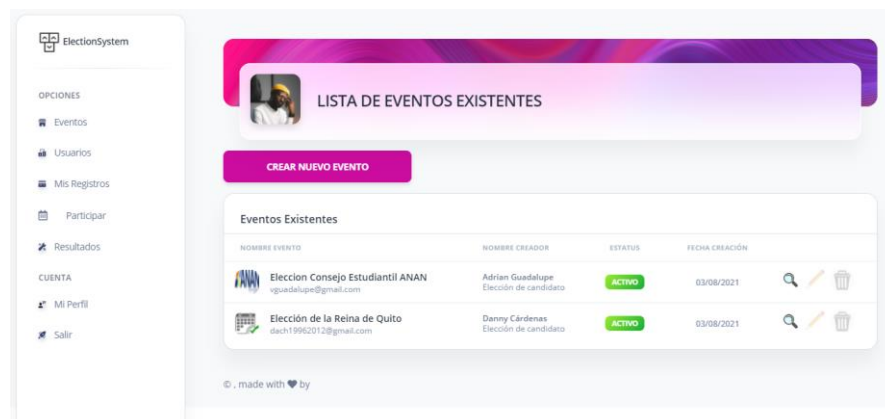 ElectionSystem
OPCIONES
Eventos
Usuarios
Mis Registros
Participar
Resultados
CUENTA
Mi Perfil
Salir
LISTA DE EVENTOS EXISTENTES
CREAR NUEVO EVENTO
Eventos Existentes
NOMBRE EVENTO NOMBRE CREADOR ESTATUS FECHA CREACIÓN
ANAN Eleccion Consejo Estudiantil ANAN Adrian Guadalupe ACTIVO 03/08/2021
vguadalupe@gmail.com Elección de candidato
Elección de la Reina de Quito Danny Cárdenas ACTIVO 03/08/2021
dach19962012@gmail.com Elección de candidato
© , made with ♥ by